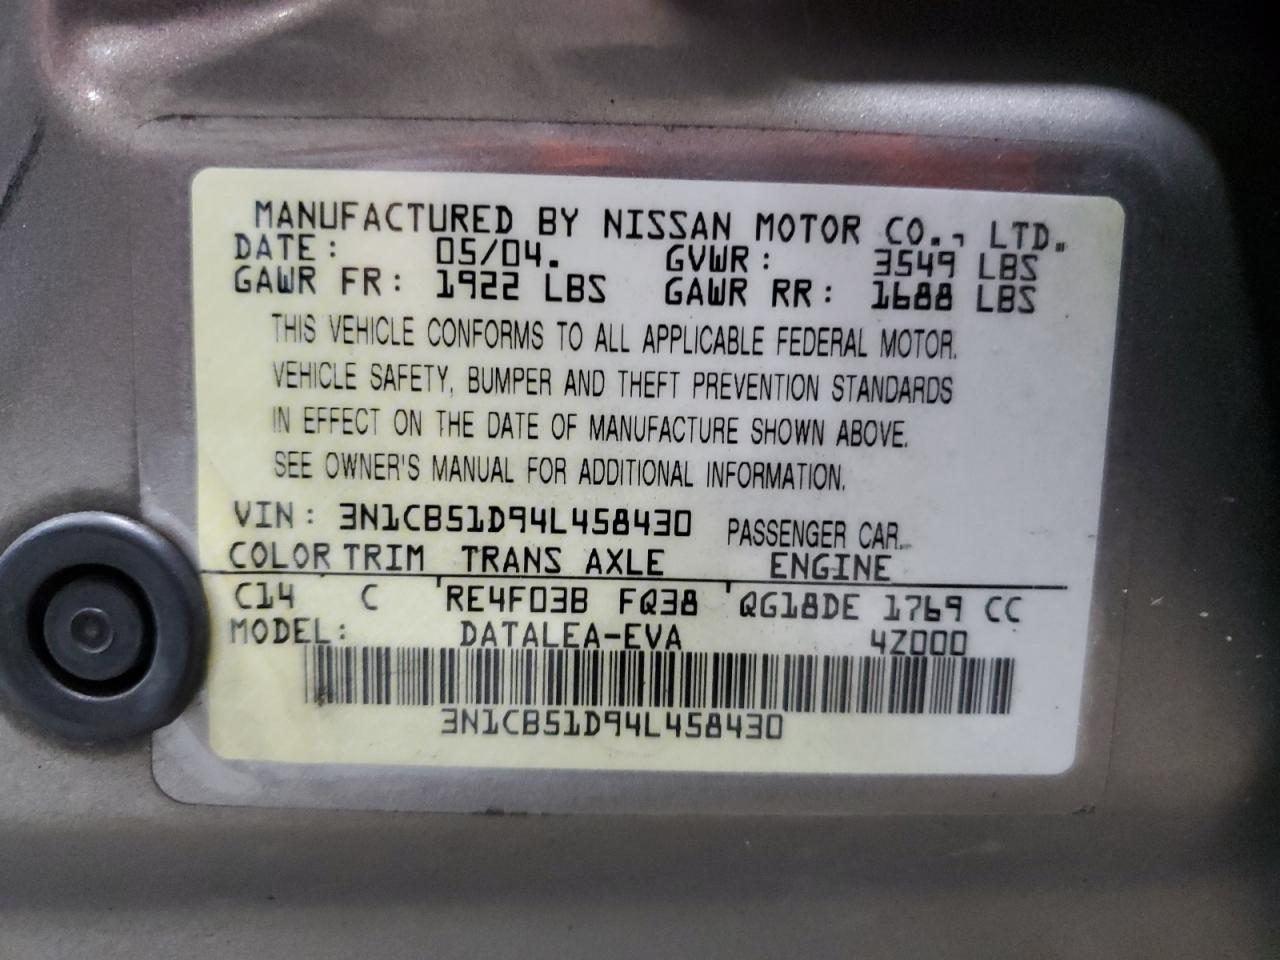 MANUFACTURED BY NISSAN MOTOR CO., LTD.
DATE: 05/04. GVWR: 3549 LBS
GAWR FR: 1922 LBS GAWR RR: 1688 LBS
THIS VEHICLE CONFORMS TO ALL APPLICABLE FEDERAL MOTOR.
VEHICLE SAFETY, BUMPER AND THEFT PREVENTION STANDARDS
IN EFFECT ON THE DATE OF MANUFACTURE SHOWN ABOVE.
SEE OWNER'S MANUAL FOR ADDITIONAL INFORMATION.
VIN: 3N1CB51D94L458430 PASSENGER CAR.
COLOR TRIM TRANS AXLE ENGINE
C14 C RE4F03B FQ38 QG18DE 1769 CC
MODEL: DATALEA-EVA 4Z000
3N1CB51D94L458430